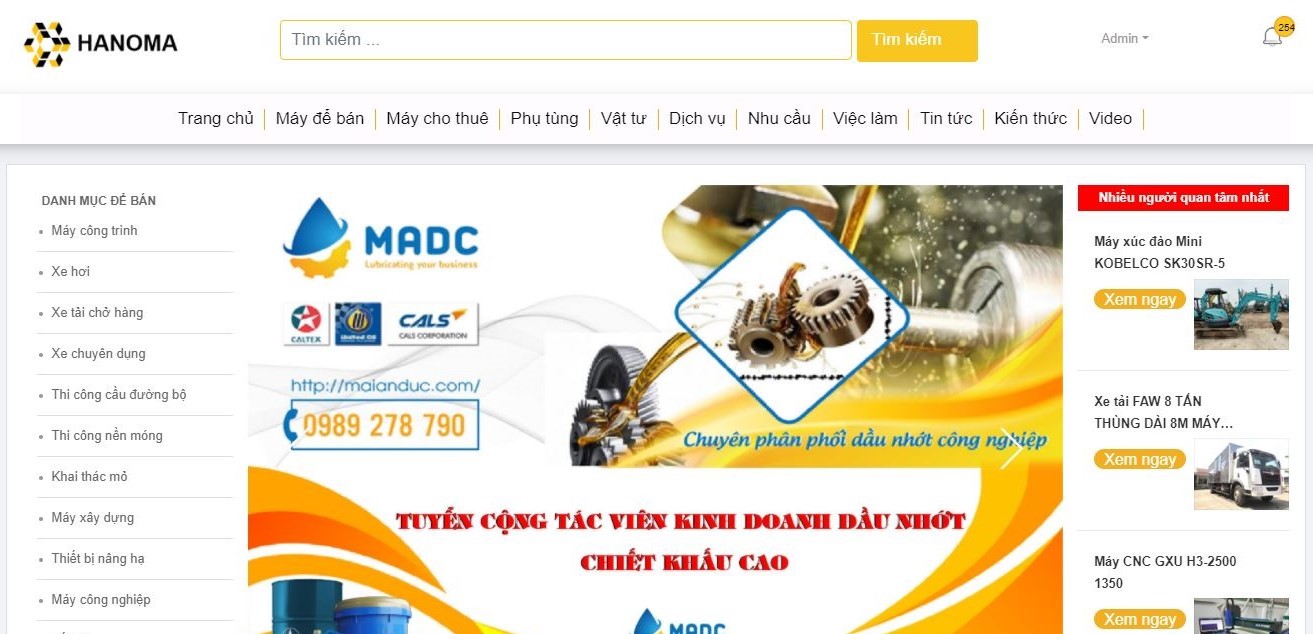 HANOMA
Tìm kiếm ...
Tìm kiếm
Admin
254
Trang chủ
Máy để bán
Máy cho thuê
Phụ tùng
Vật tư
Dịch vụ
Nhu cầu
Việc làm
Tin tức
Kiến thức
Video
DANH MỤC ĐỂ BÁN
Máy công trình
Xe hơi
Xe tải chở hàng
Xe chuyên dụng
Thi công cầu đường bộ
Thi công nền móng
Khai thác mỏ
Máy xây dựng
Thiết bị nâng hạ
Máy công nghiệp
MADC
Lubricating your business
CALTEX
United Oil
CALS
CALS CORPORATION
http://maianduc.com/
0989 278 790
Chuyên phân phối dầu nhớt công nghiệp
TUYỂN CỘNG TÁC VIÊN KINH DOANH DẦU NHỚT
CHIẾT KHẤU CAO
MADC
Nhiều người quan tâm nhất
Máy xúc đào Mini
KOBELCO SK30SR-5
Xem ngay
Xe tải FAW 8 TẤN
THÙNG DÀI 8M MÁY...
Xem ngay
Máy CNC GXU H3-2500
1350
Xem ngay